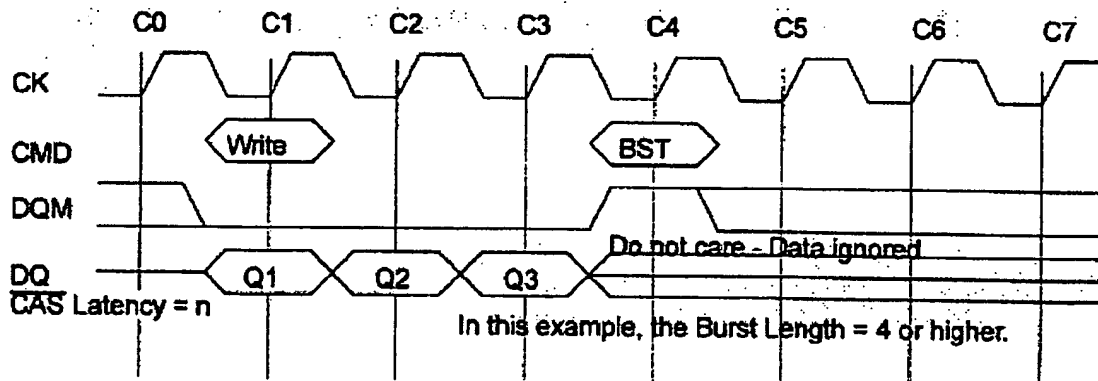 C0 C1 C2 C3 C4 C5 C6 C7
CK
CMD Write BST
DQM
Do not care - Data ignored
DQ Q1 Q2 Q3
CAS Latency = n
In this example, the Burst Length = 4 or higher.